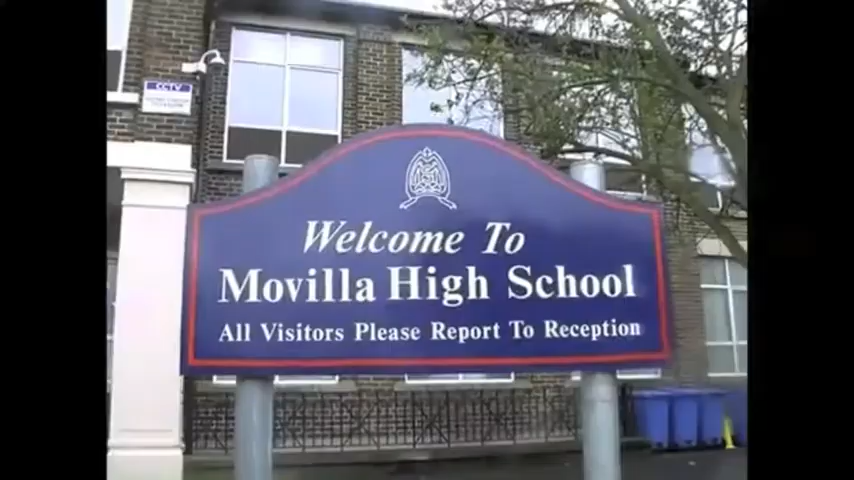 CCTV
Welcome To
Movilla High School
All Visitors Please Report To Reception